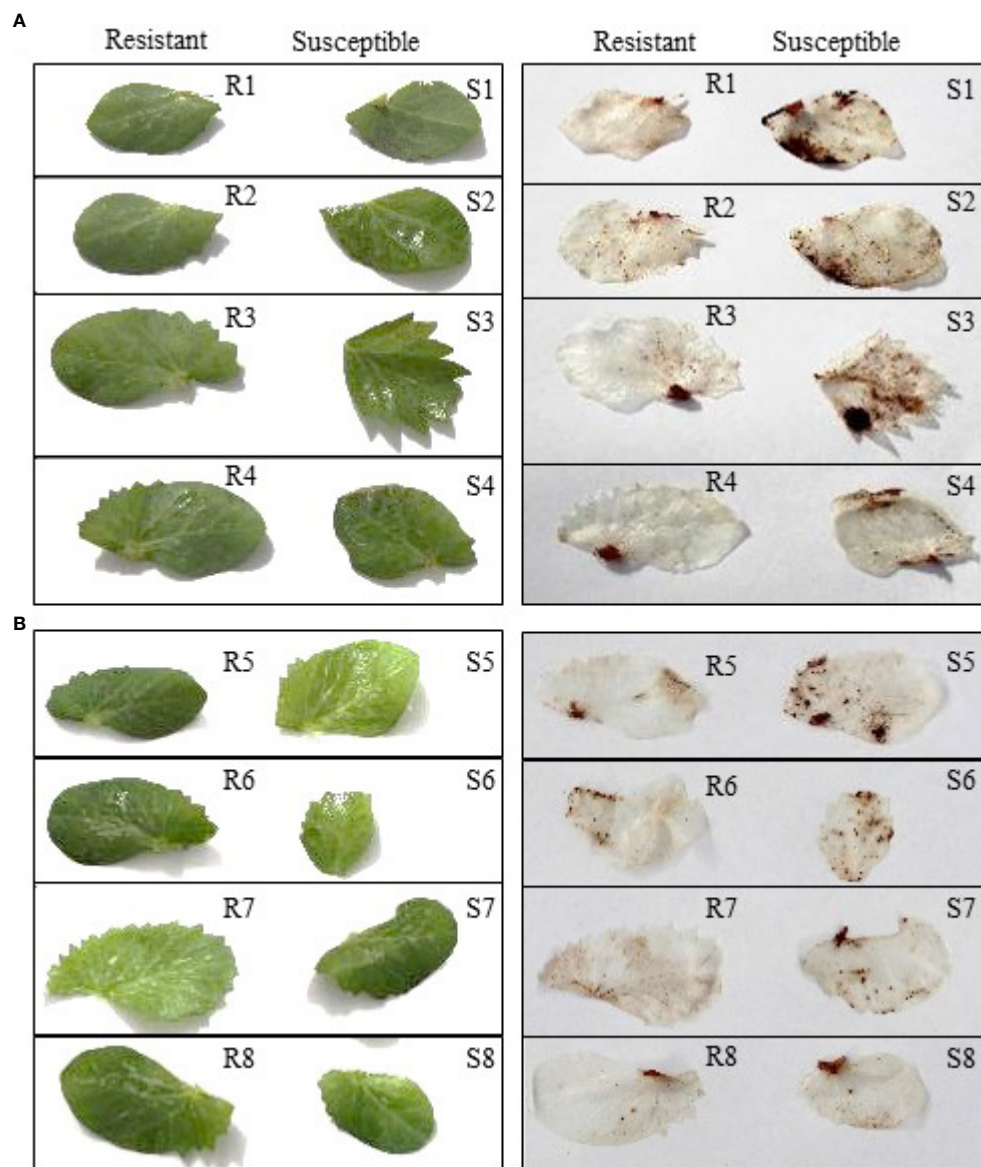 A
Resistant Susceptible Resistant Susceptible
R1 S1 R1 S1
R2 S2 R2 S2
R3 S3 R3 S3
R4 S4 R4 S4
B
R5 S5 R5 S5
R6 S6 R6 S6
R7 S7 R7 S7
R8 S8 R8 S8